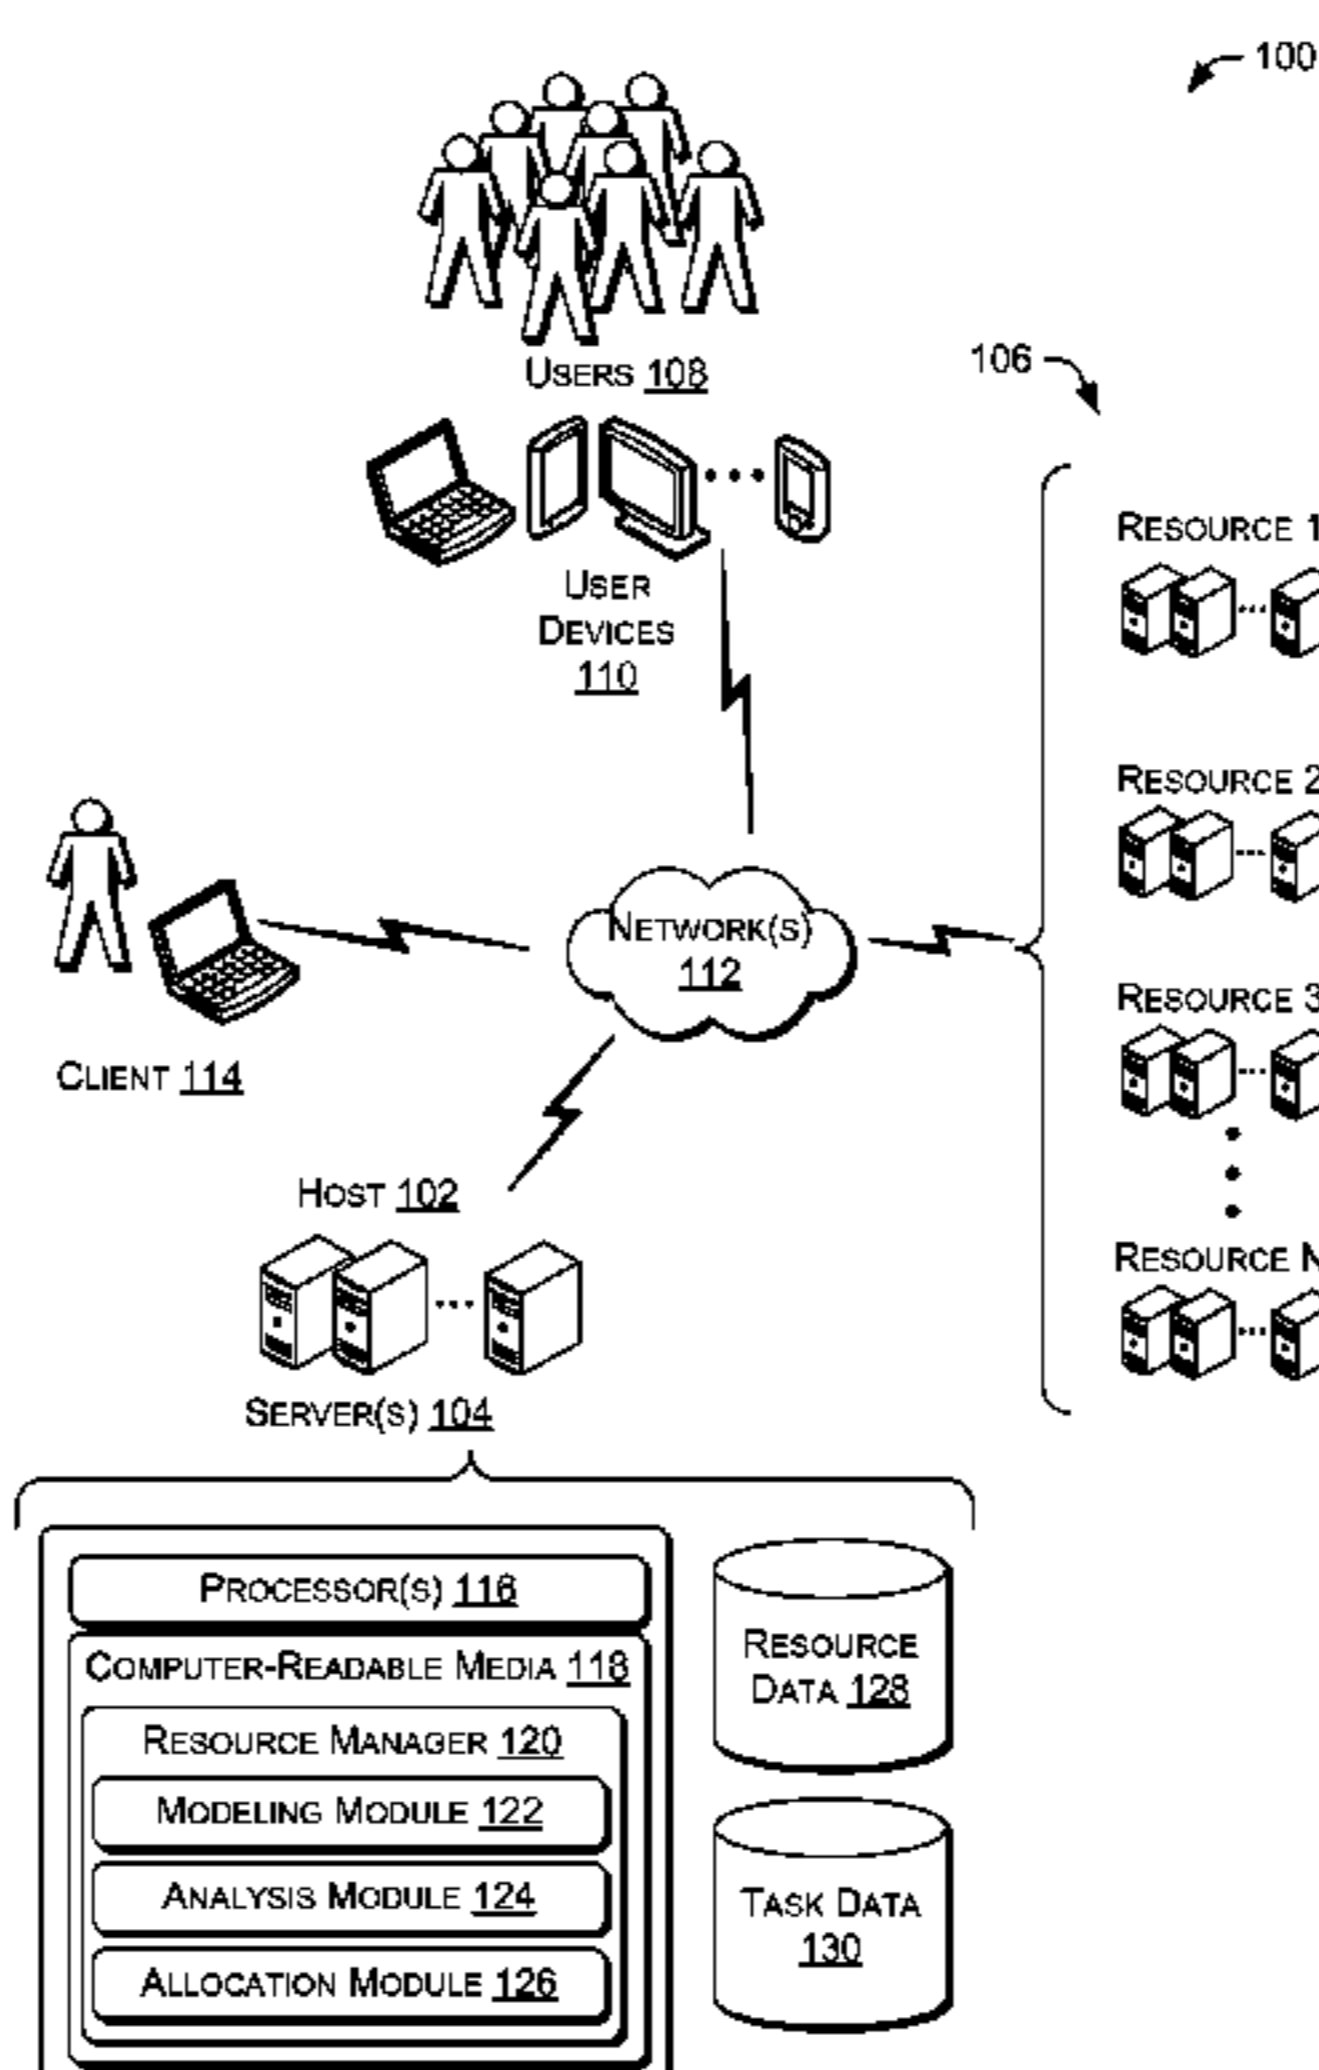 100
USERS 108
106
RESOURCE 1
USER
DEVICES
110
RESOURCE 2
NETWORK(S)
112
RESOURCE 3
CLIENT 114
HOST 102
RESOURCE N
SERVER(S) 104
PROCESSOR(S) 116
COMPUTER-READABLE MEDIA 118
RESOURCE MANAGER 120
MODELING MODULE 122
ANALYSIS MODULE 124
ALLOCATION MODULE 126
RESOURCE
DATA 128
TASK DATA
130